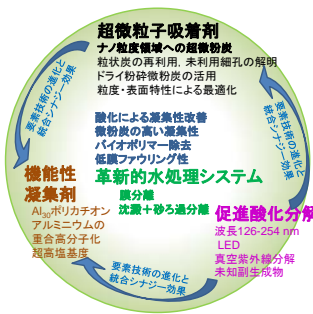 超微粒子吸着剤
ナノ粒度領域への超微粉炭
粒状炭の再利用，未利用細孔の解明
ドライ粉砕微粉炭の活用
粒度・表面特性による最適化
要素技術の進化と
統合シナジー効果
要素技術の進化と
統合シナジー効果
酸化による凝集性改善
微粉炭の高い凝集性
バイオポリマー除去
低膜ファウリング性
革新的水処理システム
膜分離
沈澱＋砂ろ過分離
機能性
凝集剤
Al30ポリカチオン
アルミニウムの
重合高分子化
超高塩基度
促進酸化分解
波長126-254 nm
LED
真空紫外線分解
未知副生成物
要素技術の進化と
統合シナジー効果